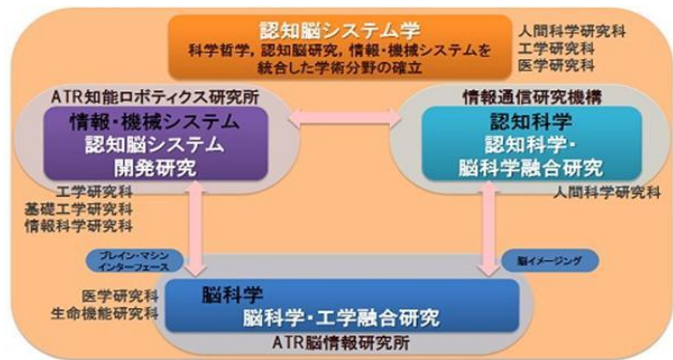 認知脳システム学
科学哲学，認知脳研究，情報・機械システムを
統合した学術分野の確立
人間科学研究科
工学研究科
医学研究科
ATR知能ロボティクス研究所
情報・機械システム
認知脳システム
開発研究
工学研究科
基礎工学研究科
情報科学研究科
情報通信研究機構
認知科学
認知科学・
脳科学融合研究
人間科学研究科
ブレイン・マシン
インターフェース
脳イメージング
医学研究科
生命機能研究科
脳科学
脳科学・工学融合研究
ATR脳情報研究所